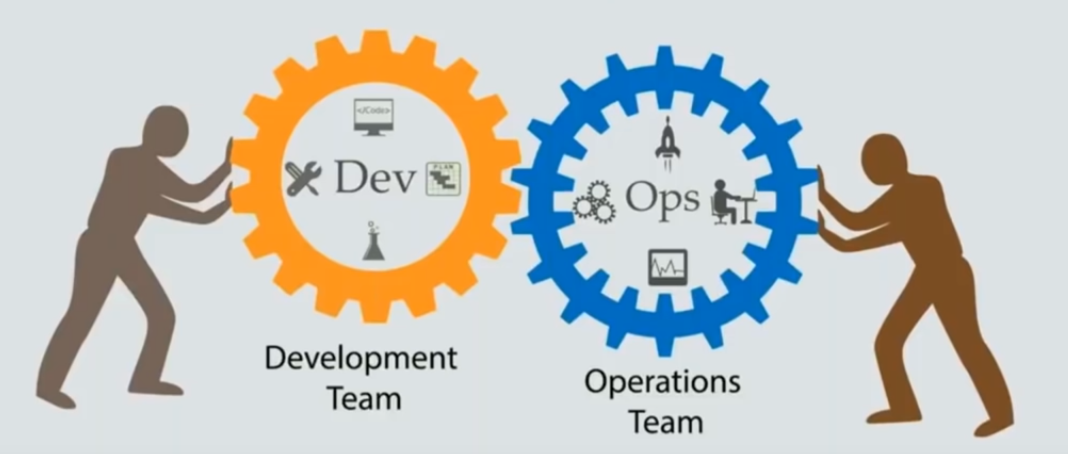 </Code>
Dev
PLAN
Ops
Development
Team
Operations
Team